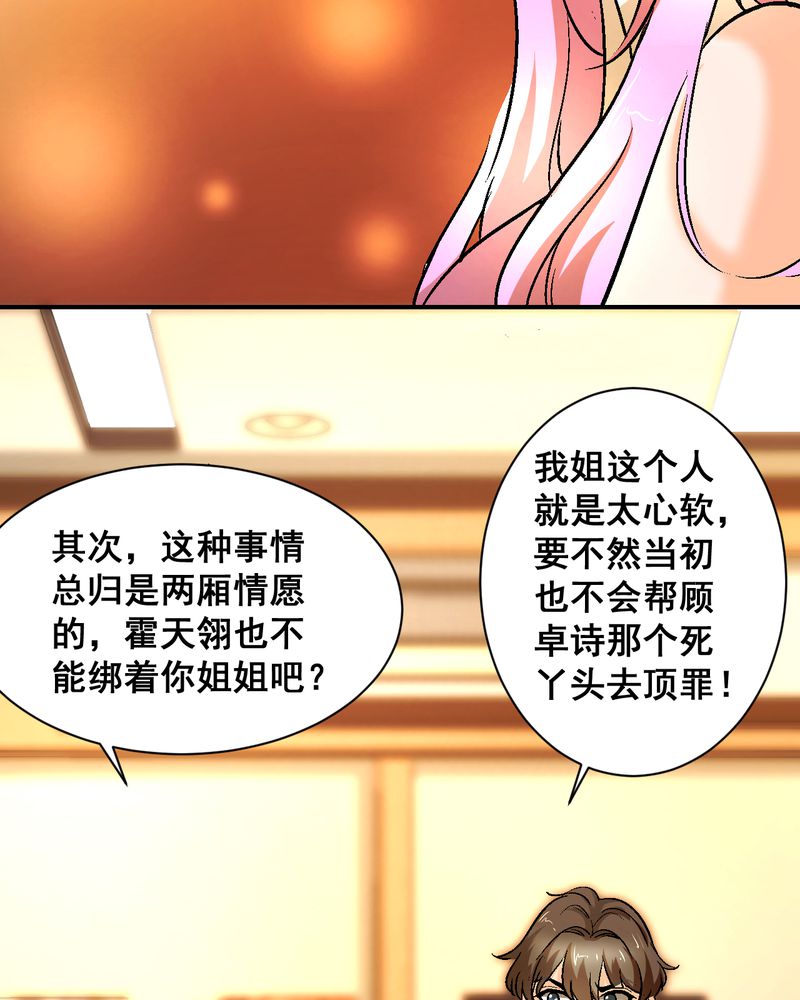 其次，这种事情
总归是两厢情愿
的，霍天翎也不
能绑着你姐姐吧？
我姐这个人
就是太心软，
要不然当初
也不会帮顾
卓诗那个死
丫头去顶罪！